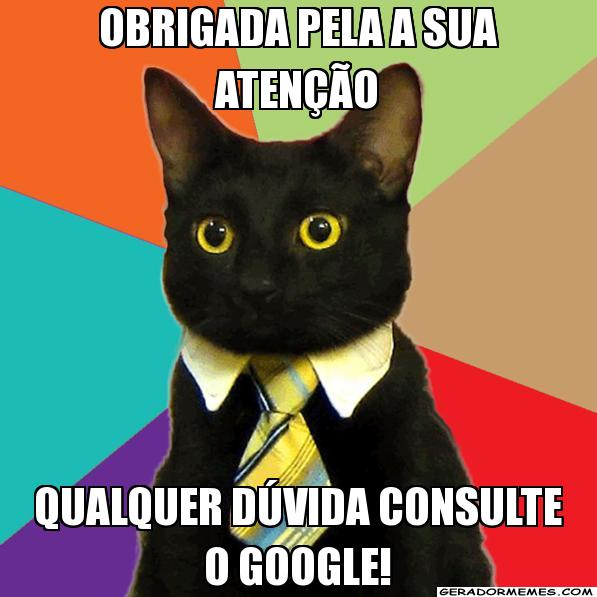 OBRIGADA PELA A SUA
ATENÇÃO
QUALQUER DÚVIDA CONSULTE
O GOOGLE!
GERADORMEMES.COM